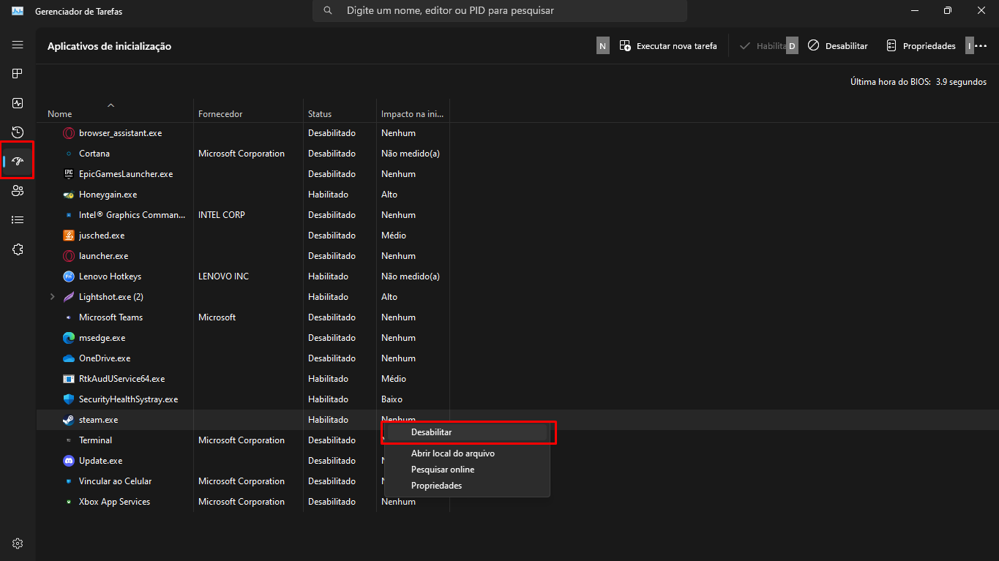 Gerenciador de Tarefas
Digite um nome, editor ou PID para pesquisar
Aplicativos de inicialização
N Executar nova tarefa Habilita D Desabilitar Propriedades I
Última hora do BIOS: 3.9 segundos
Nome Fornecedor Status Impacto na ini...
browser_assistant.exe Desabilitado Nenhum
Cortana Microsoft Corporation Desabilitado Não medido(a)
EPIC EpicGamesLauncher.exe Desabilitado Nenhum
Honeygain.exe Habilitado Alto
Intel® Graphics Comman... INTEL CORP Desabilitado Nenhum
jusched.exe Desabilitado Médio
launcher.exe Desabilitado Nenhum
Fn Lenovo Hotkeys LENOVO INC Habilitado Não medido(a)
Lightshot.exe (2) Habilitado Alto
Microsoft Teams Microsoft Desabilitado Nenhum
msedge.exe Desabilitado Nenhum
OneDrive.exe Desabilitado Nenhum
RtkAudUService64.exe Habilitado Médio
SecurityHealthSystray.exe Habilitado Baixo
steam.exe Habilitado Nenhum
Terminal Microsoft Corporation Desabilitado
Update.exe Desabilitado
Vincular ao Celular Microsoft Corporation Desabilitado
Xbox App Services Microsoft Corporation Desabilitado Nenhum
Desabilitar
Abrir local do arquivo
Pesquisar online
Propriedades